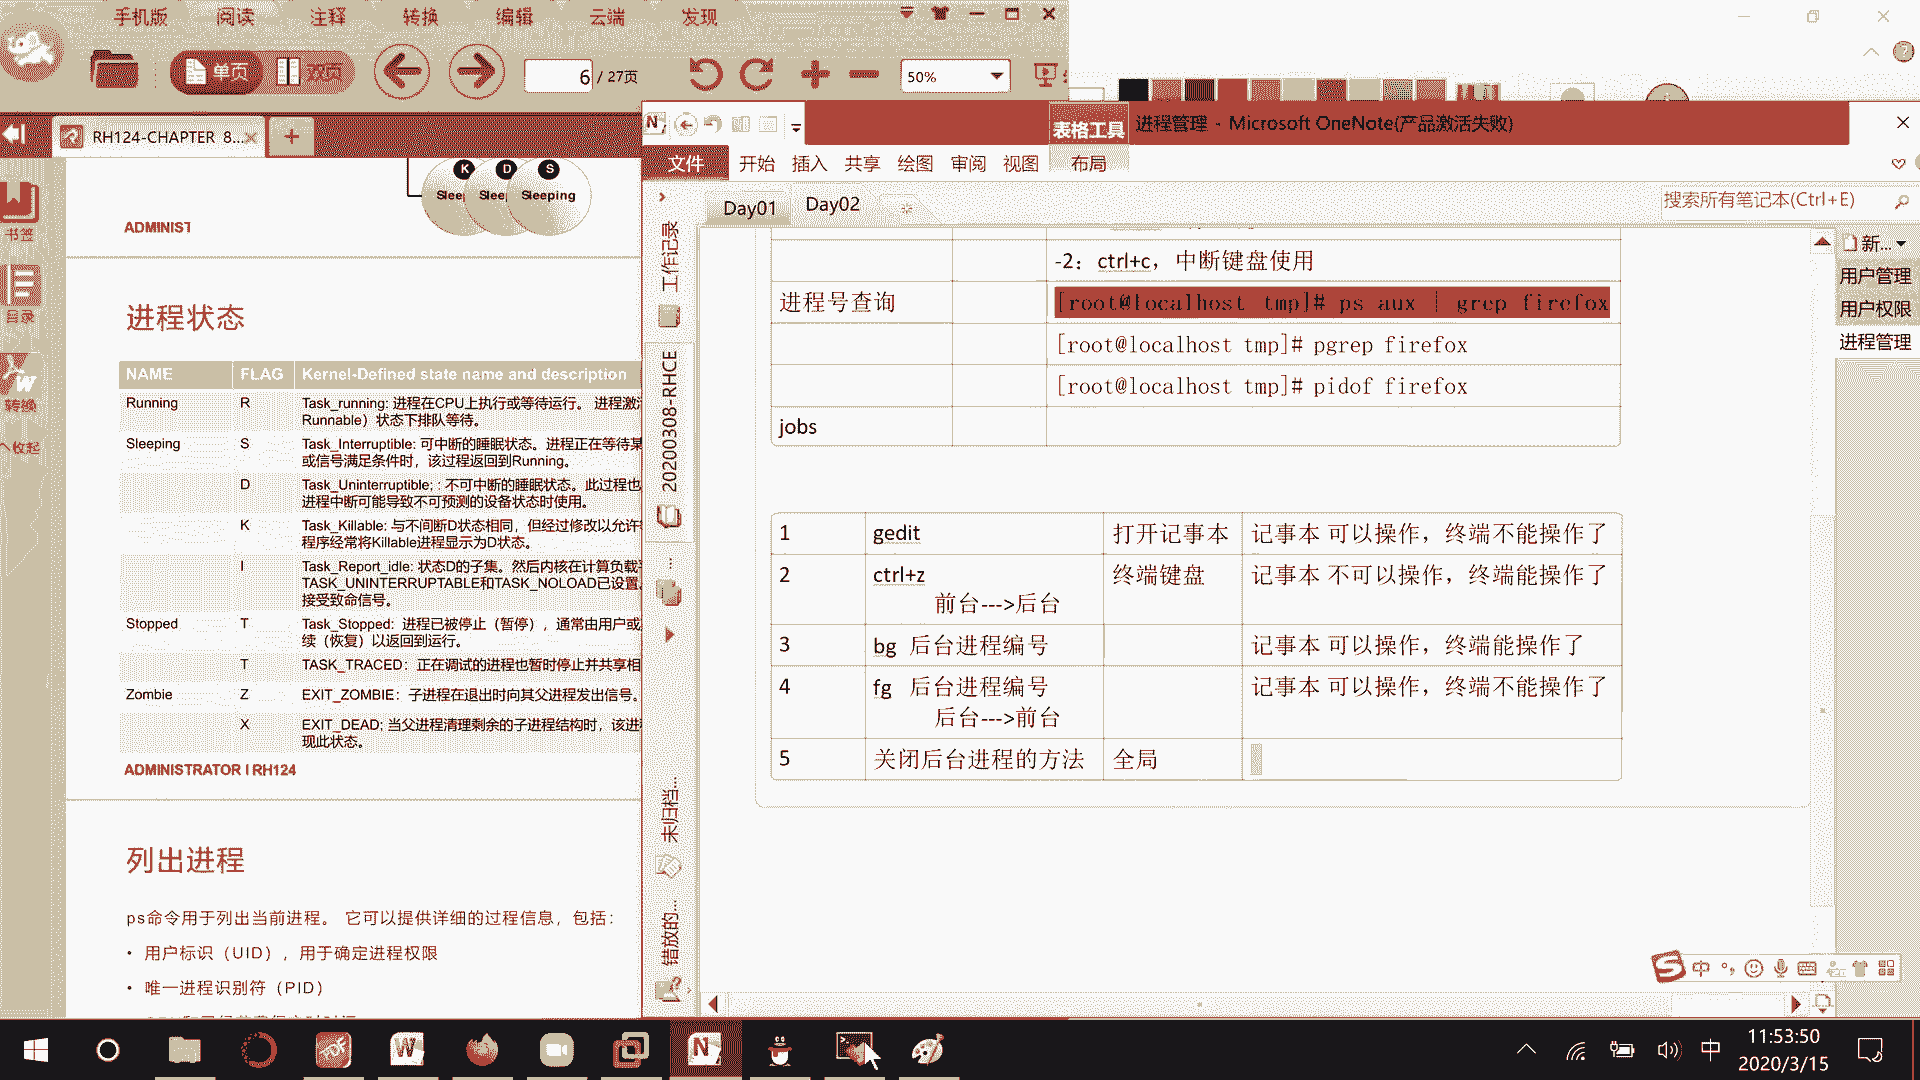 手机版 阅读 注释 转换 编辑 云端 发现
单页 双页
6 / 27页
50%
RH124-CHAPTER 8...
书签
目录
转换
收起
K D S
Slee Slee Sleeping
ADMINIST
进程状态
NAME FLAG Kernel-Defined state name and description
Running R Task_running: 进程在CPU上执行或等待运行。 进程激
Runnable）状态下排队等待。
Sleeping S Task_Interruptible: 可中断的睡眠状态。进程正在等待某
或信号满足条件时，该过程返回到Running。
D Task_Uninterruptible; : 不可中断的睡眠状态。此过程也
进程中断可能导致不可预测的设备状态时使用。
K Task_Killable: 与不间断D状态相同，但经过修改以允许
程序经常将Killable进程显示为D状态。
I Task_Report_idle: 状态D的子集。然后内核在计算负载
TASK_UNINTERRUPTABLE和TASK_NOLOAD已设置
接受致命信号。
Stopped T Task_Stopped: 进程已被停止（暂停），通常由用户或
续（恢复）以返回到运行。
T TASK_TRACED：正在调试的进程也暂时停止并共享相
Zombie Z EXIT_ZOMBIE：子进程在退出时向其父进程发出信号。
X EXIT_DEAD; 当父进程清理剩余的子进程结构时，该进
现此状态。
ADMINISTRATOR I RH124
列出进程
ps命令用于列出当前进程。 它可以提供详细的过程信息，包括：
• 用户标识（UID），用于确定进程权限
• 唯一进程识别符（PID）
表格工具
进程管理 - Microsoft OneNote(产品激活失败)
文件 开始 插入 共享 绘图 审阅 视图 布局
Day01 Day02
搜索所有笔记本(Ctrl+E)
工作记录
20200308-RHCE
未归档...
错放的...
新...
用户管理
用户权限
进程管理
-2：ctrl+c，中断键盘使用
进程号查询 [root@localhost tmp]# ps aux | grep firefox
[root@localhost tmp]# pgrep firefox
[root@localhost tmp]# pidof firefox
jobs
1 gedit 打开记事本 记事本 可以操作，终端不能操作了
2 ctrl+z 终端键盘 记事本 不可以操作，终端能操作了
前台--->后台
3 bg 后台进程编号 记事本 可以操作，终端能操作了
4 fg 后台进程编号 记事本 可以操作，终端不能操作了
后台--->前台
5 关闭后台进程的方法 全局
中
中
11:53:50
2020/3/15